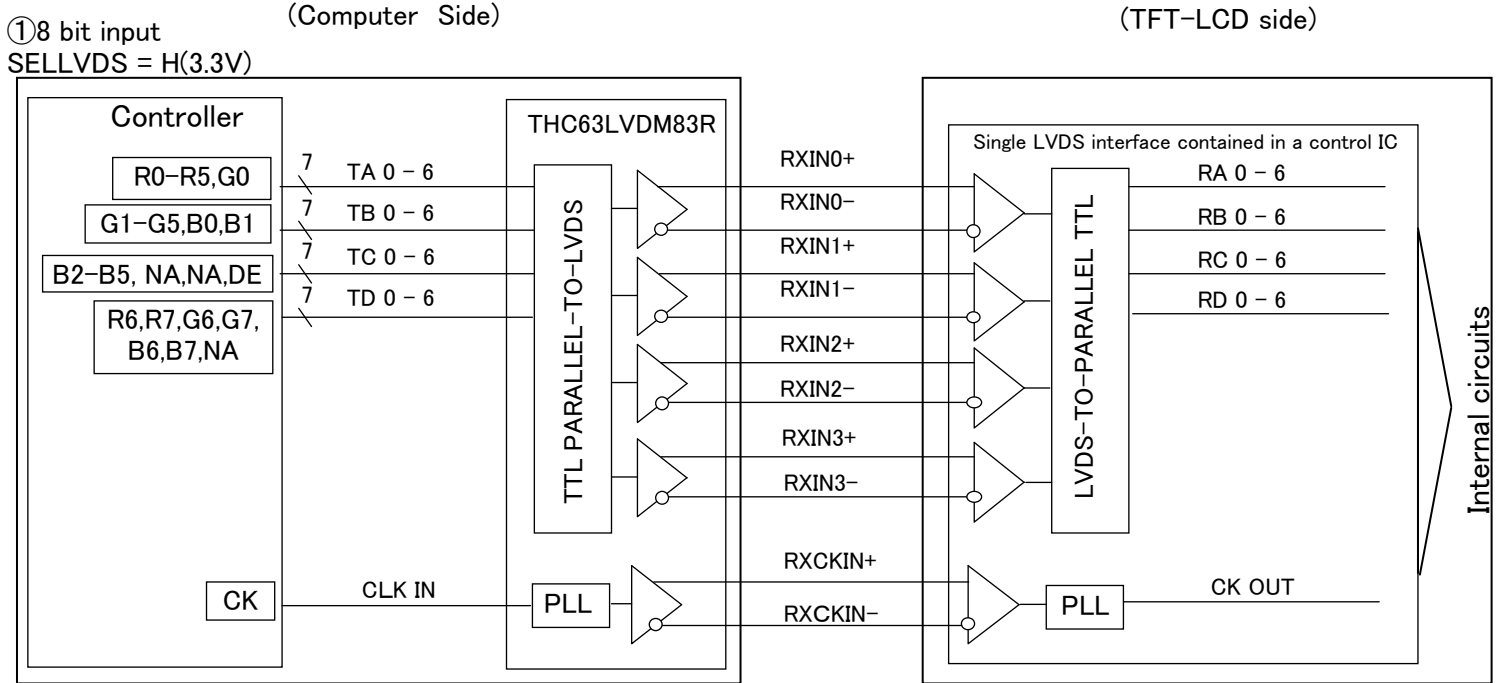 (Computer Side)
(TFT-LCD side)
①8 bit input
SELLVDS = H(3.3V)
Controller
R0-R5,G0
G1-G5,B0,B1
B2-B5, NA,NA,DE
R6,R7,G6,G7,
B6,B7,NA
CK
7
TA 0 - 6
7
TB 0 - 6
7
TC 0 - 6
7
TD 0 - 6
CLK IN
THC63LVDM83R
TTL PARALLEL-TO-LVDS
PLL
RXIN0+
RXIN0-
RXIN1+
RXIN1-
RXIN2+
RXIN2-
RXIN3+
RXIN3-
RXCKIN+
RXCKIN-
Single LVDS interface contained in a control IC
LVDS-TO-PARALLEL TTL
PLL
RA 0 - 6
RB 0 - 6
RC 0 - 6
RD 0 - 6
CK OUT
Internal circuits